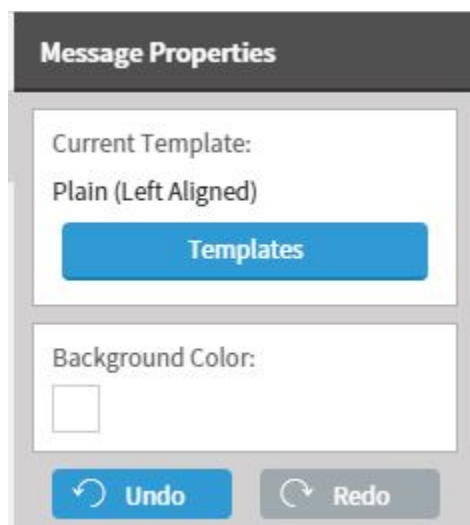 Message Properties
Current Template:
Plain (Left Aligned)
Templates
Background Color:
Undo
Redo